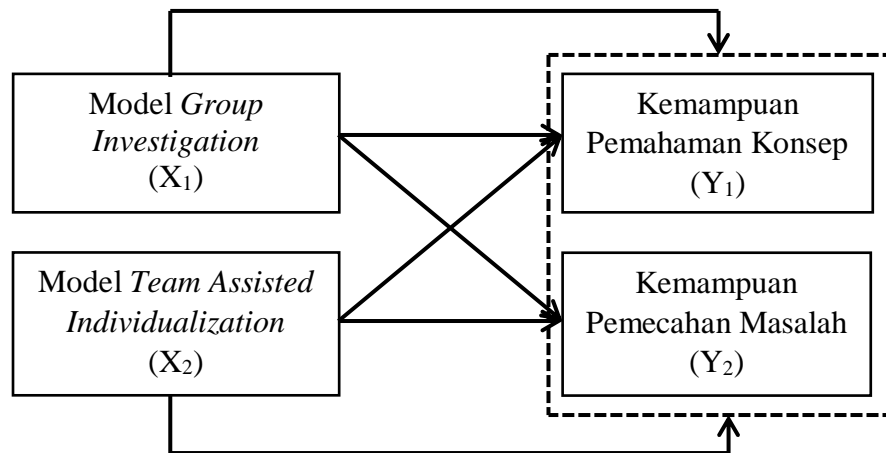 Model Group
Investigation
(X₁)
Kemampuan
Pemahaman Konsep
(Y₁)
Model Team Assisted
Individualization
(X₂)
Kemampuan
Pemecahan Masalah
(Y₂)